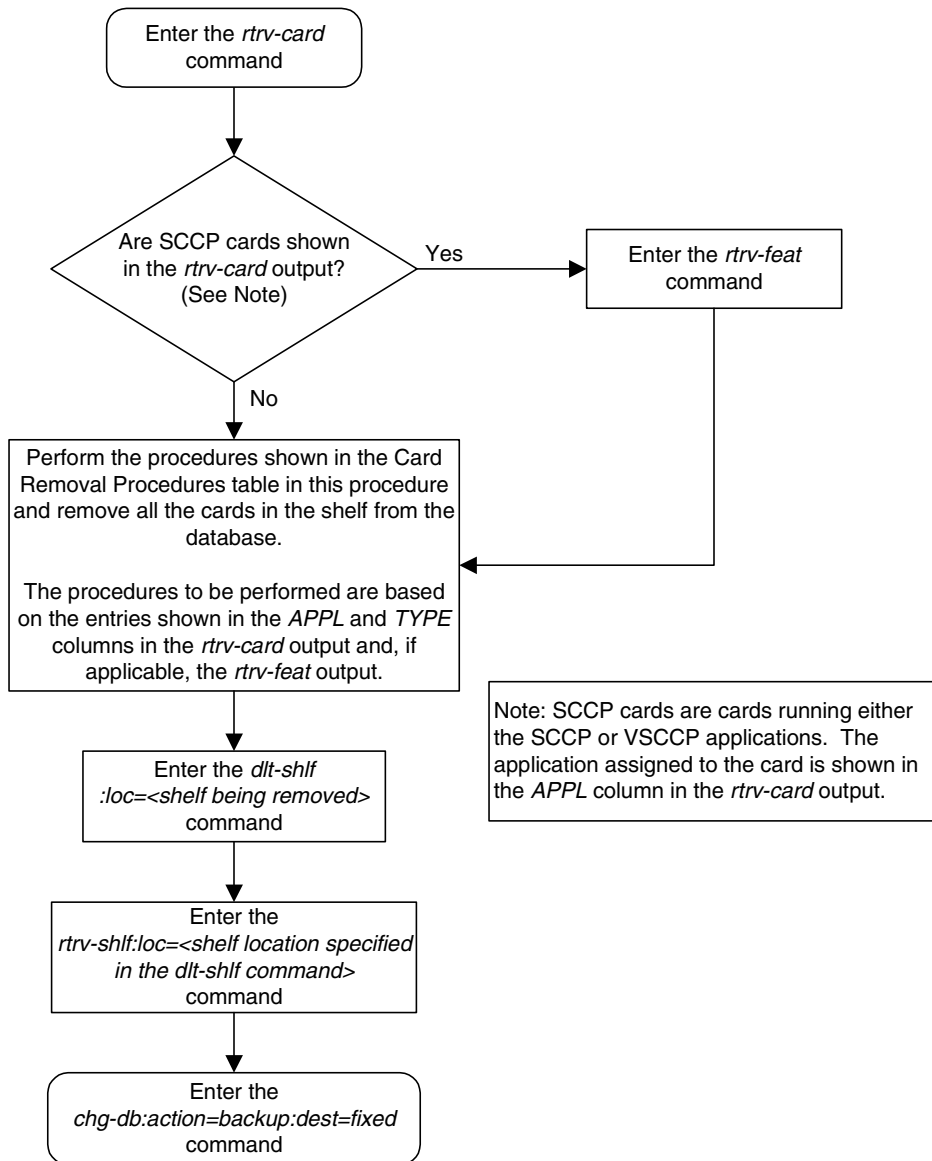 Enter the rtrv-card
command
Are SCCP cards shown
in the rtrv-card output?
(See Note)
Yes
Enter the rtrv-feat
command
No
Perform the procedures shown in the Card
Removal Procedures table in this procedure
and remove all the cards in the shelf from the
database.
The procedures to be performed are based
on the entries shown in the APPL and TYPE
columns in the rtrv-card output and, if
applicable, the rtrv-feat output.
Note: SCCP cards are cards running either
the SCCP or VSCCP applications. The
application assigned to the card is shown in
the APPL column in the rtrv-card output.
Enter the dlt-shlf
:loc=<shelf being removed>
command
Enter the
rtrv-shlf:loc=<shelf location specified
in the dlt-shlf command>
command
Enter the
chg-db:action=backup:dest=fixed
command